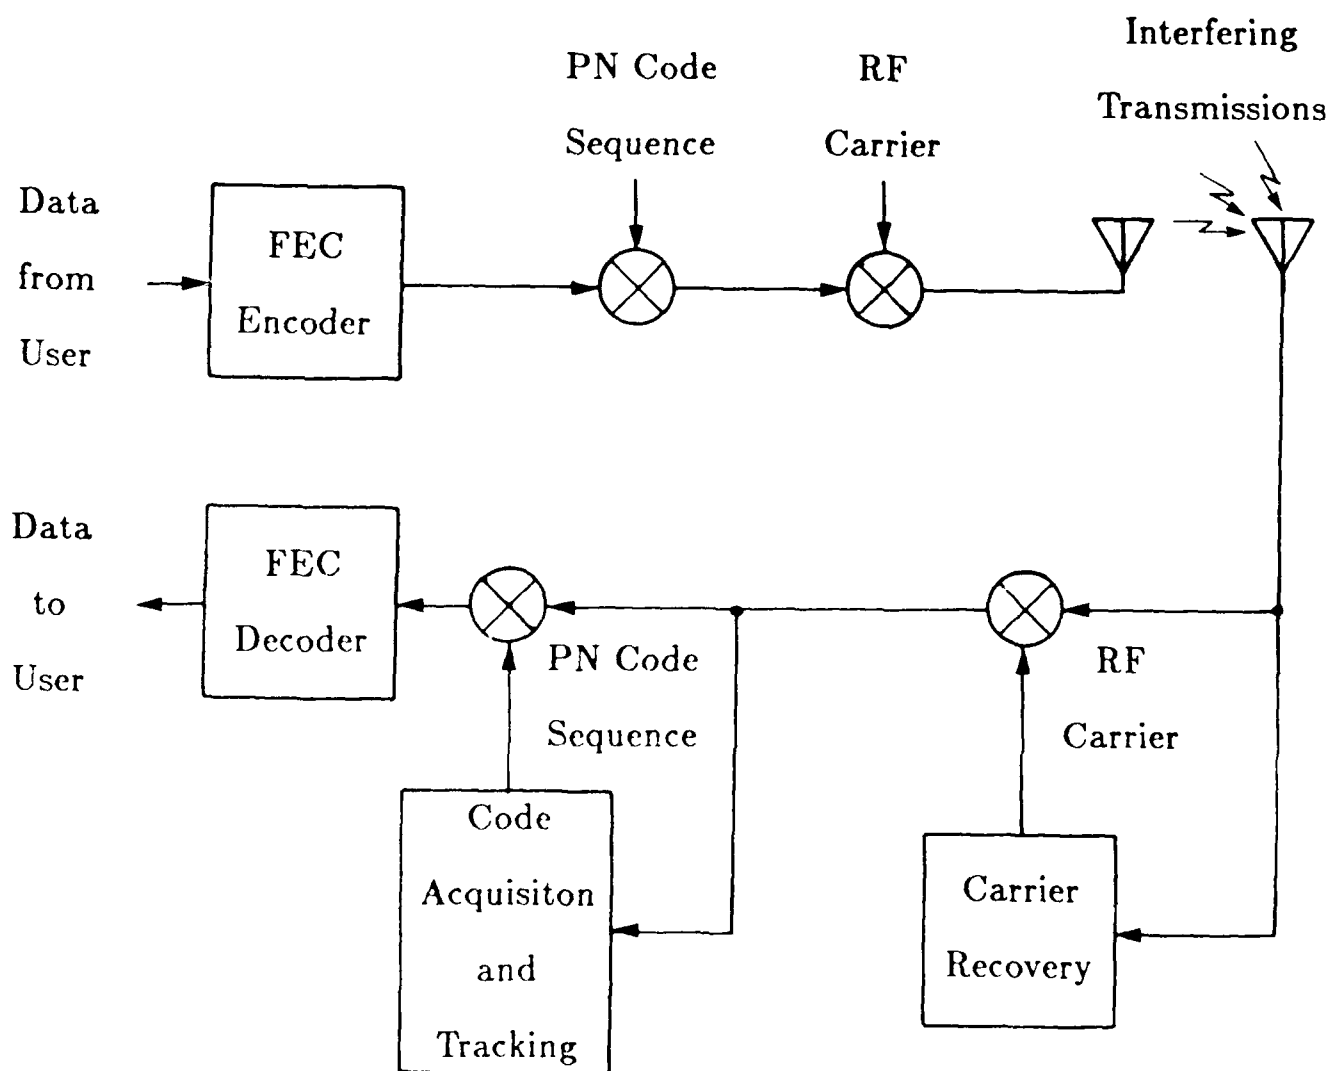 Interfering
Transmissions
PN Code
Sequence
RF
Carrier
Data
from
User
FEC
Encoder
Data
to
User
FEC
Decoder
PN Code
Sequence
RF
Carrier
Code
Acquisiton
and
Tracking
Carrier
Recovery